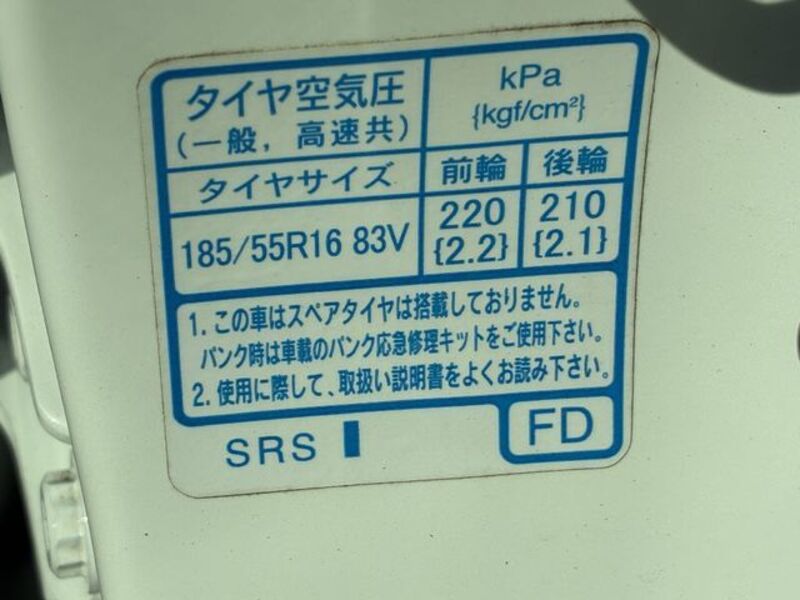 タイヤ空気圧
(一般，高速共)
kPa
{kgf/cm²}
タイヤサイズ
前輪
後輪
185/55R16 83V
220
{2.2}
210
{2.1}
1. この車はスペアタイヤは搭載しておりません。
パンク時は車載のパンク応急修理キットをご使用下さい。
2. 使用に際して、取扱い説明書をよくお読み下さい。
SRS
FD